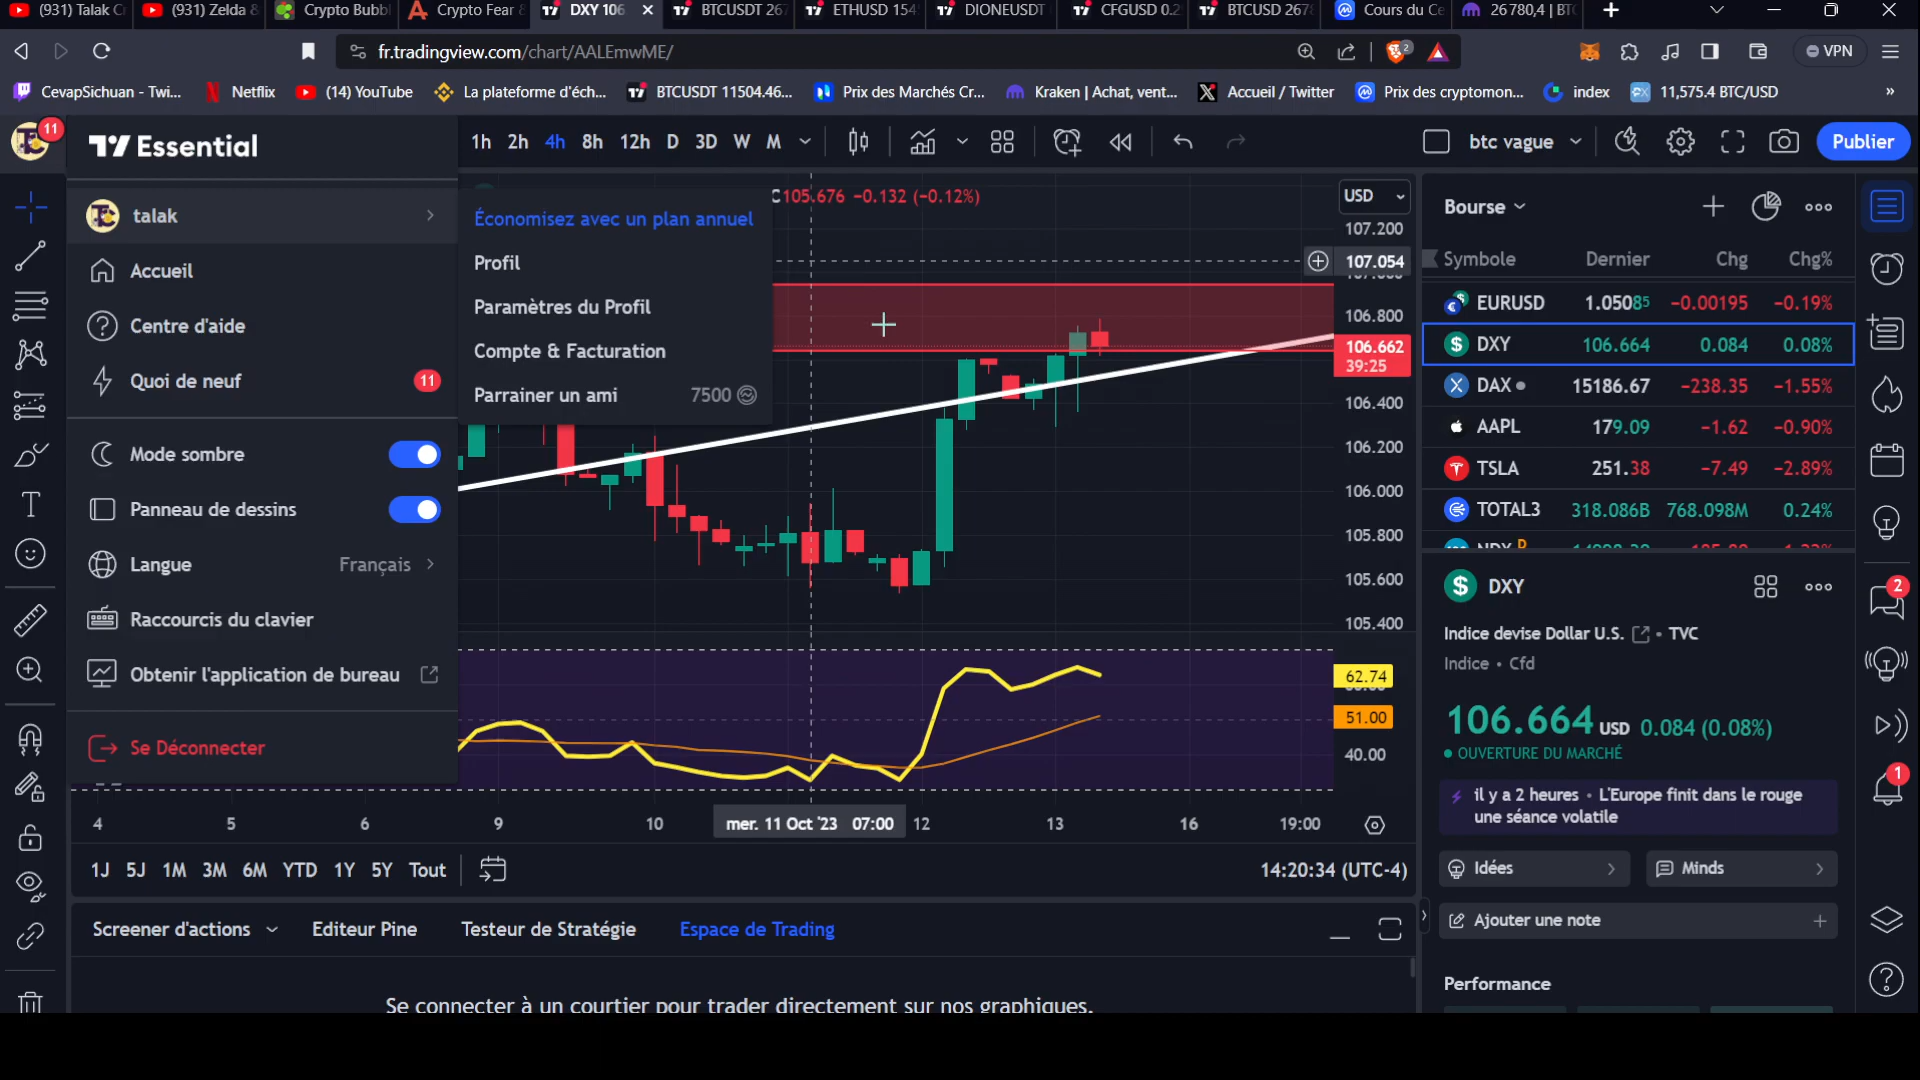 (931) Talak Cr
(931) Zelda &
Crypto Bubbl
Crypto Fear &
DXY 106
BTCUSDT 267
ETHUSD 154
DIONEUSDT
CFGUSD 0.2
BTCUSD 267
Cours du Ce
26 780,4 | BTC
fr.tradingview.com/chart/AALEmwME/
2
VPN
CevapSichuan - Twi...
Netflix
(14) YouTube
La plateforme d'éch...
BTCUSDT 11504.46...
Prix des Marchés Cr...
Kraken | Achat, vent...
Accueil / Twitter
Prix des cryptomon...
index
11,575.4 BTC/USD
»
11
Essential
1h 2h 4h 8h 12h D 3D W M
btc vague
Publier
talak
Accueil
Centre d'aide
Quoi de neuf 11
Mode sombre
Panneau de dessins
Langue Français
Raccourcis du clavier
Obtenir l'application de bureau
Se Déconnecter
Économisez avec un plan annuel
Profil
Paramètres du Profil
Compte & Facturation
Parrainer un ami 7500
C105.676 −0.132 (−0.12%)
USD
107.200
107.054
106.800
106.662
39:25
106.400
106.200
106.000
105.800
105.600
105.400
62.74
51.00
40.00
4 5 6 9 10 mer. 11 Oct '23 07:00 12 13 16 19:00
1J 5J 1M 3M 6M YTD 1Y 5Y Tout
14:20:34 (UTC-4)
Screener d'actions Editeur Pine Testeur de Stratégie Espace de Trading
Se connecter à un courtier pour trader directement sur nos graphiques.
Bourse
Symbole Dernier Chg Chg%
EURUSD 1.05085 −0.00195 −0.19%
DXY 106.664 0.084 0.08%
DAX 15186.67 −238.35 −1.55%
AAPL 179.09 −1.62 −0.90%
TSLA 251.38 −7.49 −2.89%
TOTAL3 318.086B 768.098M 0.24%
DXY
Indice devise Dollar U.S. • TVC
Indice • Cfd
106.664 USD 0.084 (0.08%)
OUVERTURE DU MARCHÉ
il y a 2 heures • L'Europe finit dans le rouge
une séance volatile
Idées
Minds
Ajouter une note
Performance
2
1